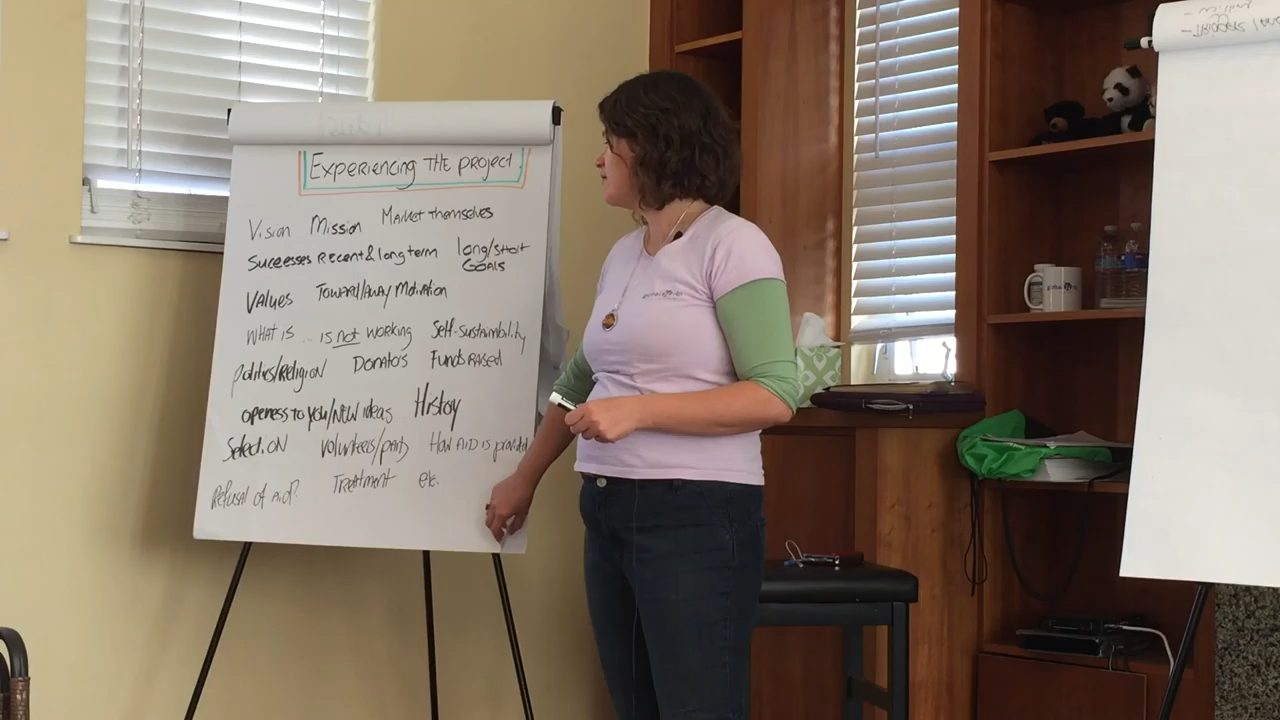 Experiencing THE project
Vision Mission Market themselves
Successes Recent & long term long/short GOALS
Values Toward/Away Motivation
WHAT IS ... is not working Self-sustainability
politics/religion Donators Funds RAISED
openess to you/new ideas History
Selection volunteers/partys How AID is provided
Refusal of Aid? TREATMENT etc.